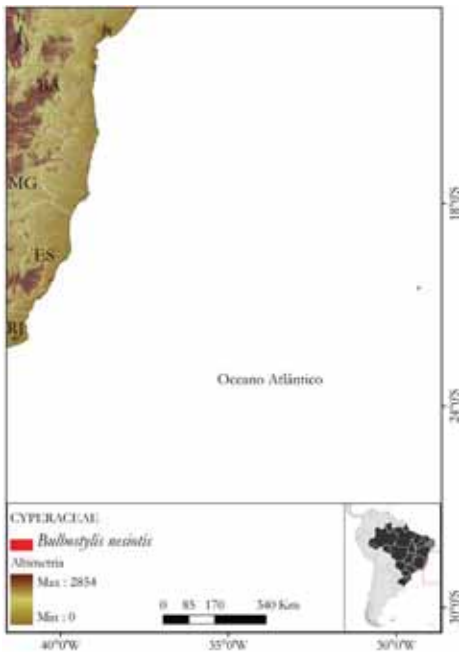 BA
MG
18°0'S
ES
RJ
Oceano Atlântico
24°0'S
CYPERACEAE
Bulbostylis nesiotis
Altimetria
Max : 2854
Min : 0
0 85 170 340 Km
30°0'S
40°0'W 35°0'W 30°0'W